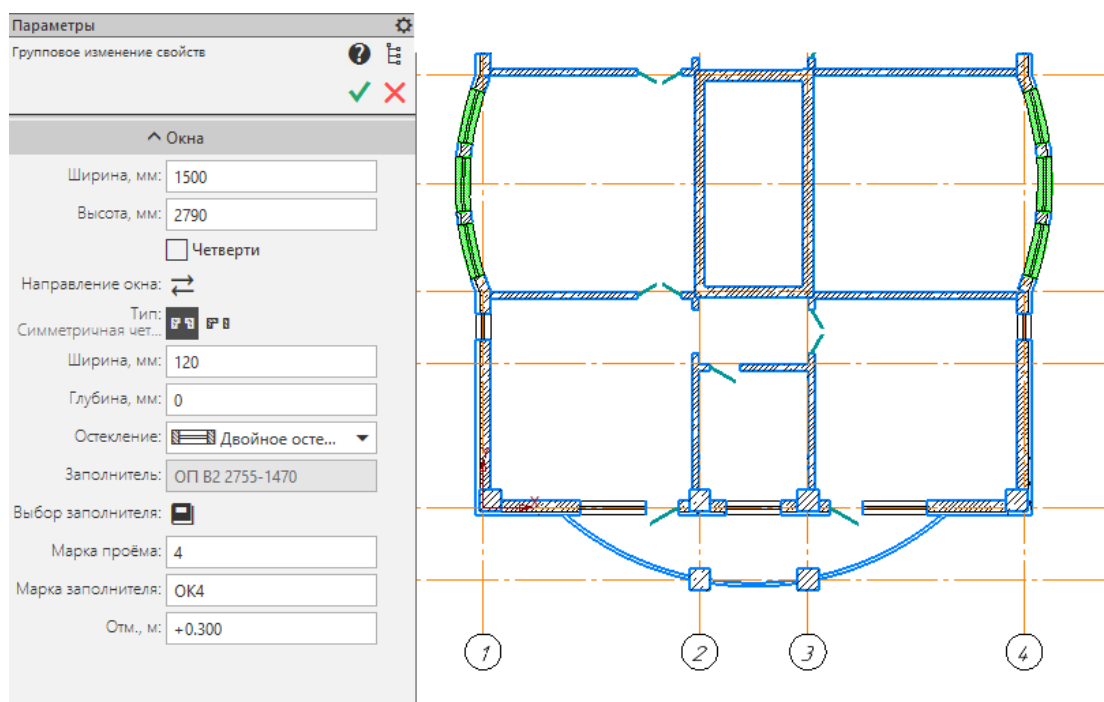 Параметры
Групповое изменение свойств
Окна
Ширина, мм: 1500
Высота, мм: 2790
Четверти
Направление окна:
Тип:
Симметричная чет...
Ширина, мм: 120
Глубина, мм: 0
Остекление: Двойное осте...
Заполнитель: ОП В2 2755-1470
Выбор заполнителя:
Марка проёма: 4
Марка заполнителя: ОК4
Отм., м: +0.300
X
1 2 3 4